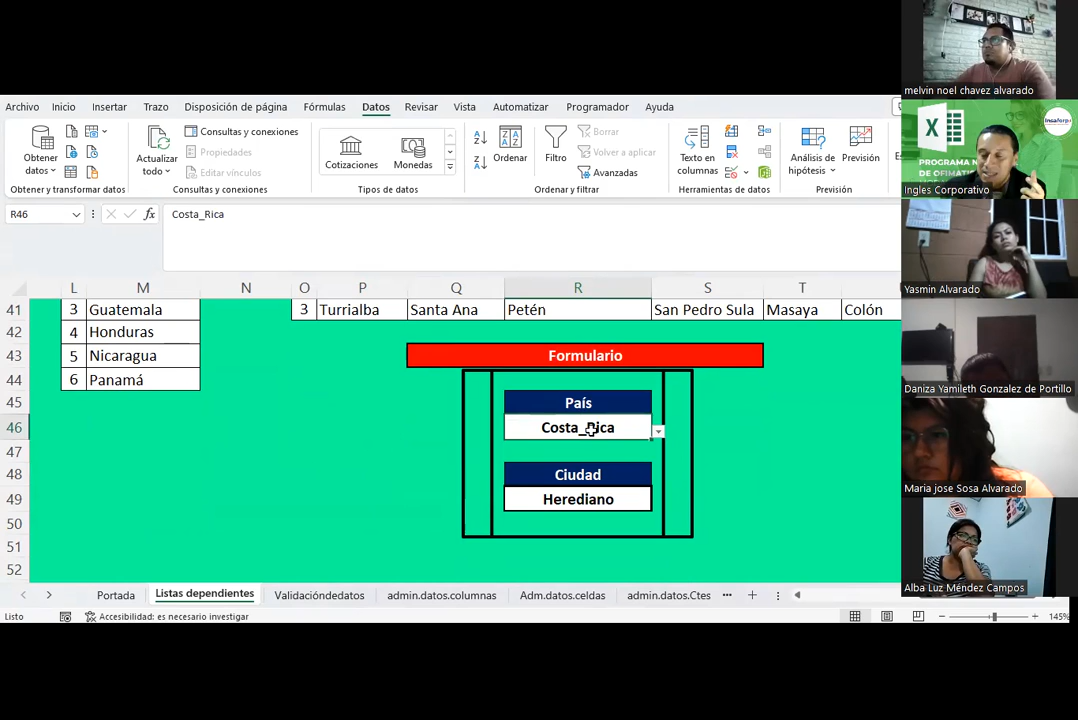 Archivo Inicio Insertar Trazo Disposición de página Fórmulas Datos Revisar Vista Automatizar Programador Ayuda
Obtener datos
Actualizar todo
Consultas y conexiones
Propiedades
Editar vínculos
Cotizaciones
Monedas
Ordenar
Filtro
Borrar
Volver a aplicar
Avanzadas
Texto en columnas
Análisis de hipótesis
Previsión
Obtener y transformar datos
Consultas y conexiones
Tipos de datos
Ordenar y filtrar
Herramientas de datos
Previsión
R46
fx
Costa_Rica
L M N O P Q R S T
41 3 Guatemala 3 Turrialba Santa Ana Petén San Pedro Sula Masaya Colón
42 4 Honduras
43 5 Nicaragua Formulario
44 6 Panamá
45 País
46 Costa_Rica
47
48 Ciudad
49 Herediano
50
51
52
Portada Listas dependientes Validacióndedatos admin.datos.columnas Adm.datos.celdas admin.datos.Ctes
Listo
Accesibilidad: es necesario investigar
145%
melvin noel chavez alvarado
PROGRAMA
DE OFIMATI
Ingles Corporativo
Yasmin Alvarado
Daniza Yamileth Gonzalez de Portillo
Maria jose Sosa Alvarado
Alba Luz Méndez Campos